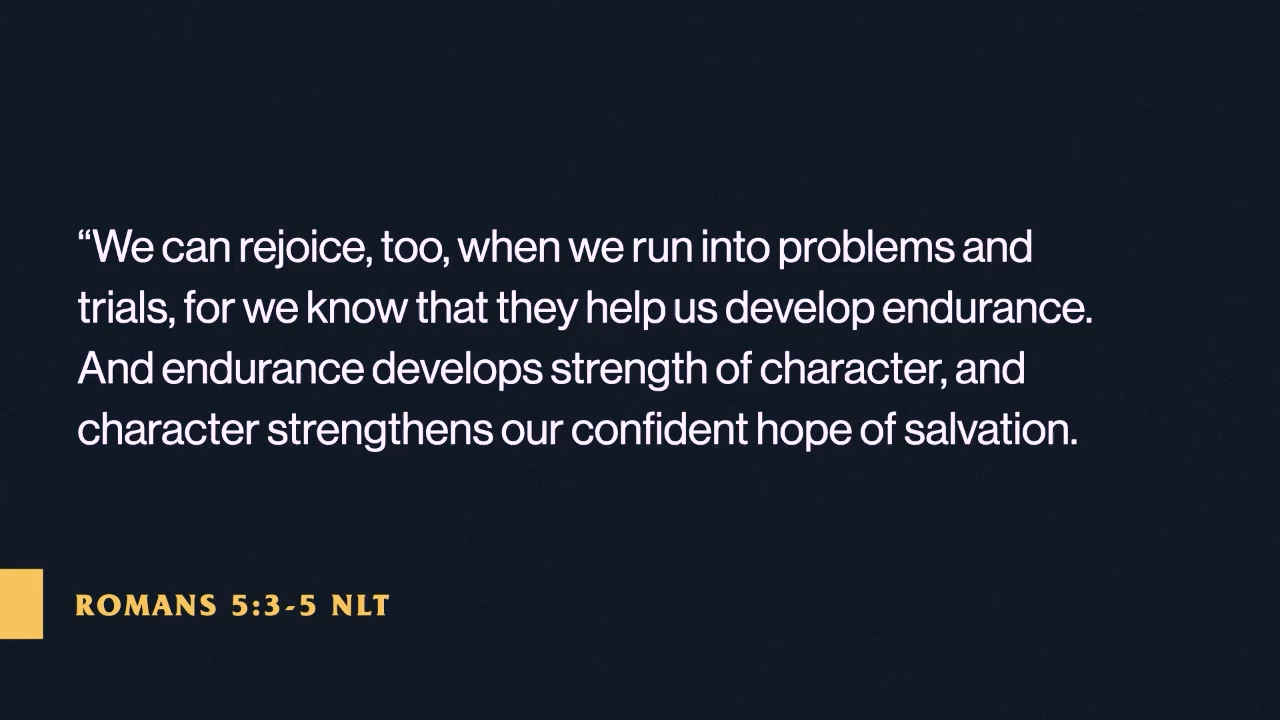 “We can rejoice, too, when we run into problems and
trials, for we know that they help us develop endurance.
And endurance develops strength of character, and
character strengthens our confident hope of salvation.
ROMANS 5:3-5 NLT